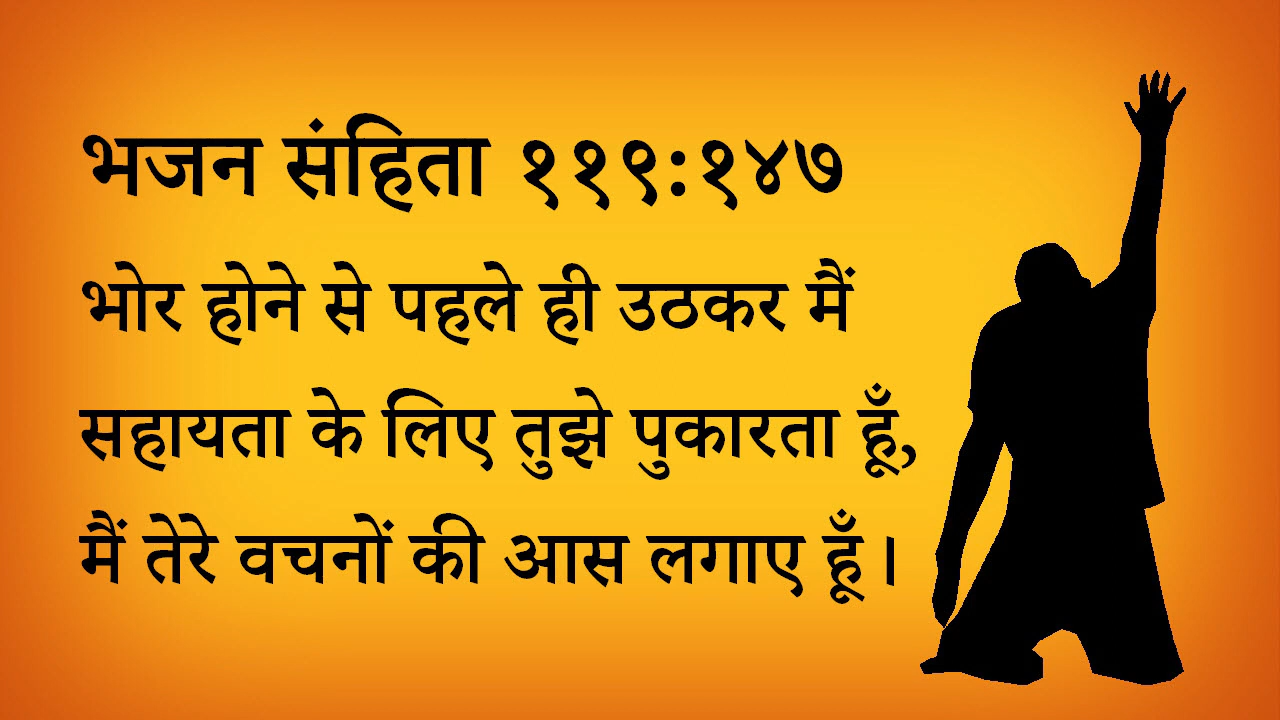 भजन संहिता ११९:१४७
भोर होने से पहले ही उठकर मैं
सहायता के लिए तुझे पुकारता हूँ,
मैं तेरे वचनों की आस लगाए हूँ।